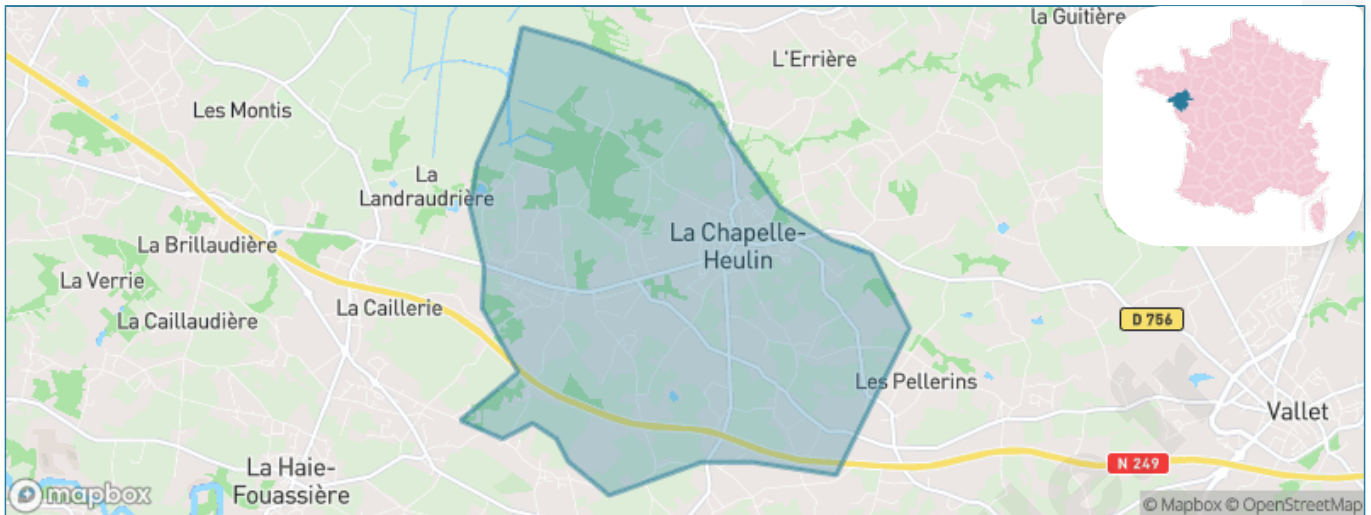 la Guitière
L'Errière
Les Montis
La
Landraudrière
La Chapelle-
Heulin
La Brillaudière
La Verrie
La Caillerie
La Caillaudière
D 756
Les Pellerins
Vallet
La Haie-
Fouassière
N 249
mapbox
© Mapbox © OpenStreetMap